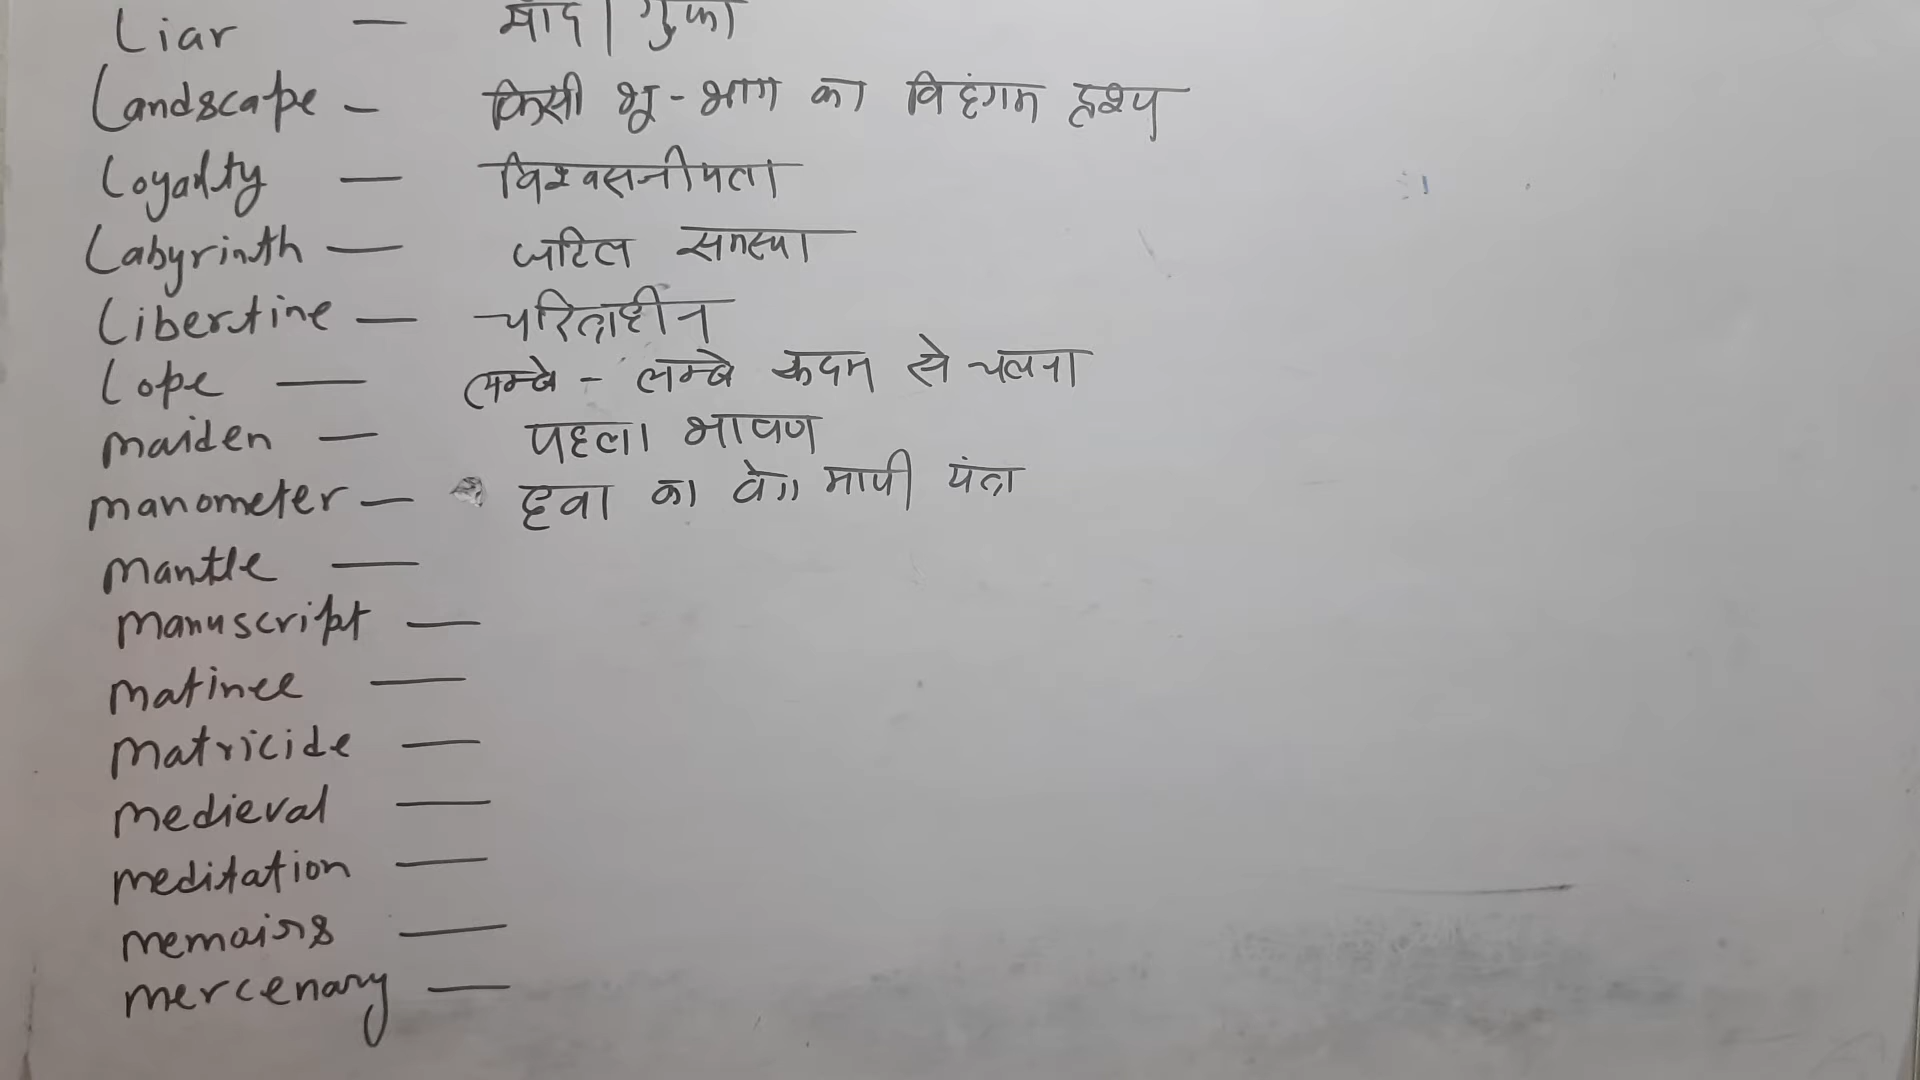 Liar — मांद | गुफा
Landscape – किसी भू-भाग का विहंगम दृश्य
Loyalty — विश्वसनीयता
Labyrinth — जटिल समस्या
Libertine — चरित्रहीन
Lope — लम्बे - लम्बे कदम से चलना
maiden — पहला भाषण
manometer — हवा का वेग मापी यंत्र
mantle —
manuscript —
matinee —
matricide —
medieval —
meditation —
memairs —
mercenary —